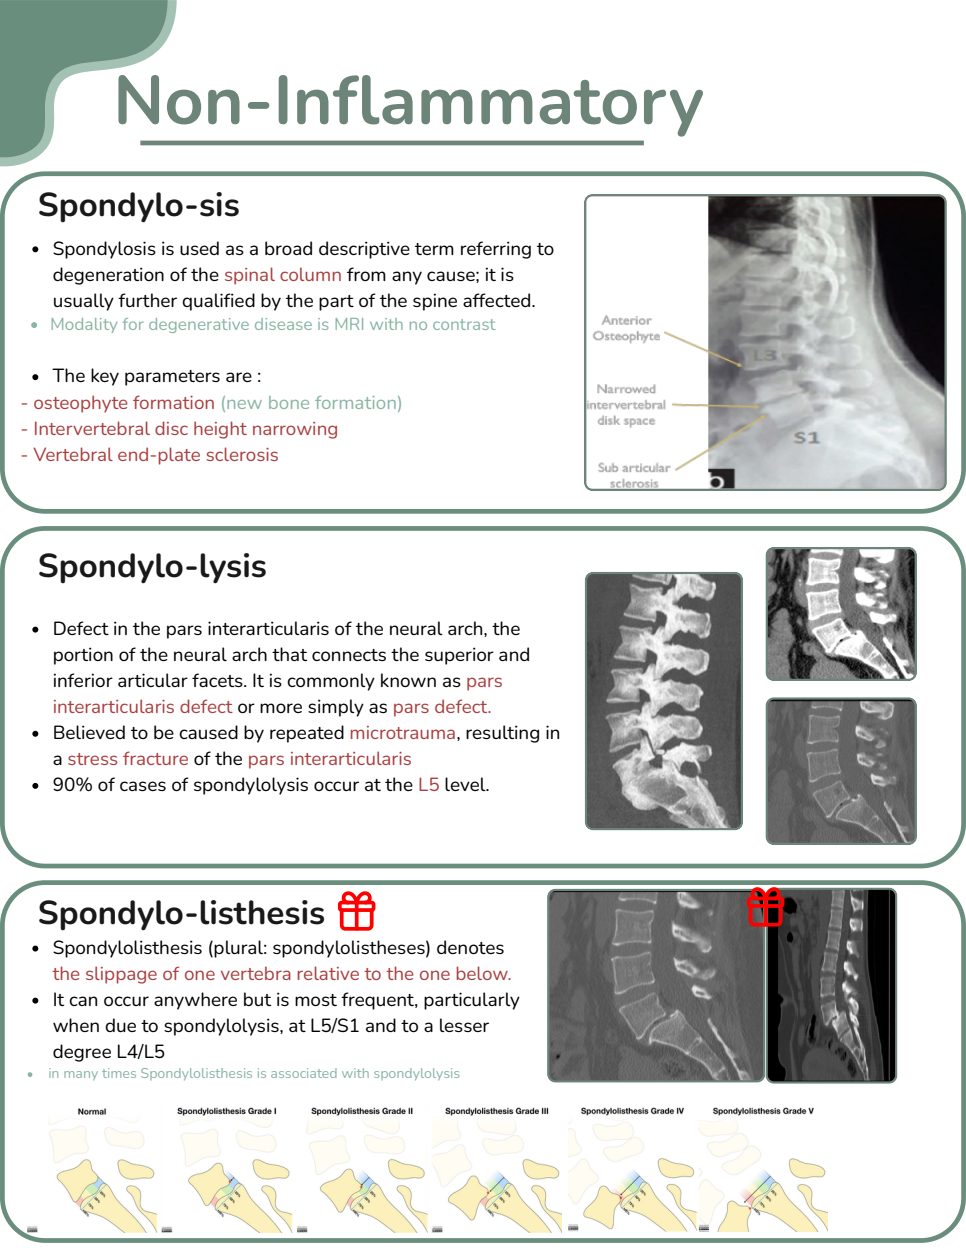 Non-Inflammatory
Spondylo-sis
• Spondylosis is used as a broad descriptive term referring to
degeneration of the spinal column from any cause; it is
usually further qualified by the part of the spine affected.
• Modality for degenerative disease is MRI with no contrast
• The key parameters are :
- osteophyte formation (new bone formation)
- Intervertebral disc height narrowing
- Vertebral end-plate sclerosis
Anterior
Osteophyte
L3
Narrowed
intervertebral
disk space
S1
Sub articular
sclerosis
b
Spondylo-lysis
• Defect in the pars interarticularis of the neural arch, the
portion of the neural arch that connects the superior and
inferior articular facets. It is commonly known as pars
interarticularis defect or more simply as pars defect.
• Believed to be caused by repeated microtrauma, resulting in
a stress fracture of the pars interarticularis
• 90% of cases of spondylolysis occur at the L5 level.
Spondylo-listhesis
• Spondylolisthesis (plural: spondylolistheses) denotes
the slippage of one vertebra relative to the one below.
• It can occur anywhere but is most frequent, particularly
when due to spondylolysis, at L5/S1 and to a lesser
degree L4/L5
• in many times Spondylolisthesis is associated with spondylolysis
Normal
Spondylolisthesis Grade I
Spondylolisthesis Grade II
Spondylolisthesis Grade III
Spondylolisthesis Grade IV
Spondylolisthesis Grade V